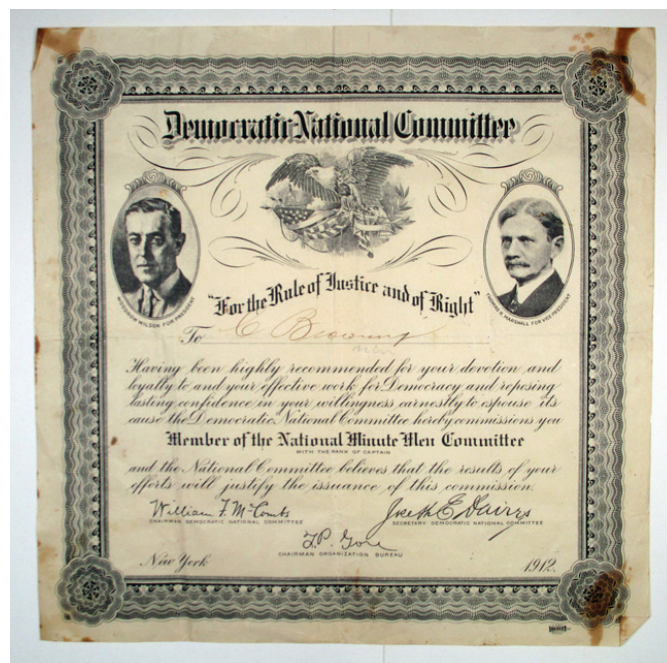 Democratic National Committee
WOODROW WILSON FOR PRESIDENT
THOMAS R. MARSHALL FOR VICE PRESIDENT
"For the Rule of Justice and of Right"
To C Browning
Having been highly recommended for your devotion and
loyalty to and your effective work for Democracy and reposing
lasting confidence in your willingness earnestly to espouse its
cause the Democratic National Committee hereby commissions you
Member of the National Minute Men Committee
WITH THE RANK OF CAPTAIN
and the National Committee believes that the results of your
efforts will justify the issuance of this commission.
William F. McCombs Joseph E Davies
CHAIRMAN DEMOCRATIC NATIONAL COMMITTEE SECRETARY DEMOCRATIC NATIONAL COMMITTEE
T.P. Gore
CHAIRMAN ORGANIZATION BUREAU
New York 1912.